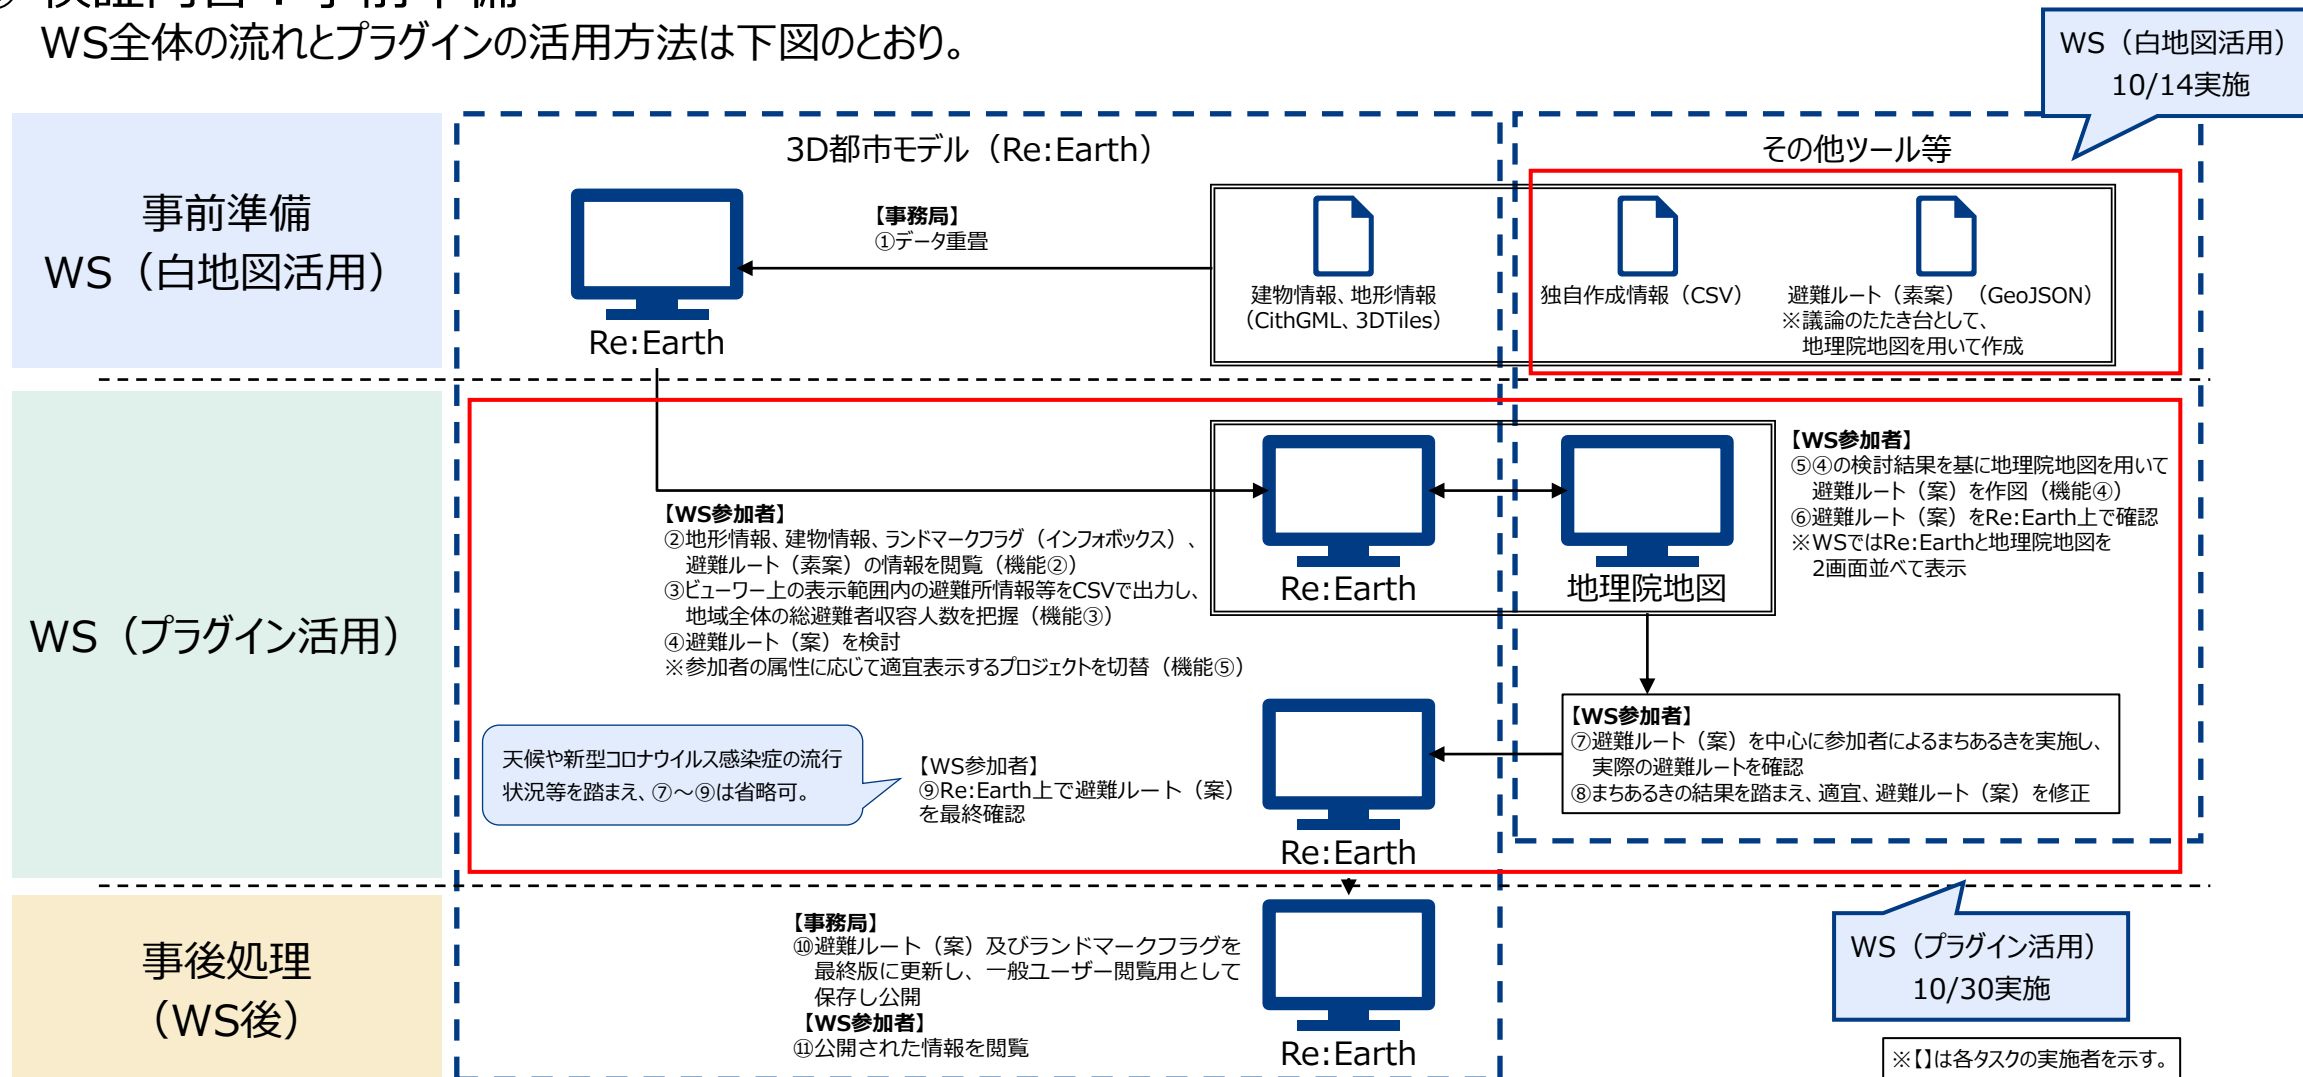 検証内容：事前準備
WS全体の流れとプラグインの活用方法は下図のとおり。
WS（白地図活用）
10/14実施
事前準備
WS（白地図活用）
3D都市モデル（Re:Earth）
その他ツール等
Re:Earth
【事務局】
①データ重畳
建物情報、地形情報
（CithGML、3DTiles）
独自作成情報（CSV）
避難ルート（素案）（GeoJSON）
※議論のたたき台として、
地理院地図を用いて作成
WS（プラグイン活用）
【WS参加者】
②地形情報、建物情報、ランドマークフラグ（インフォボックス）、
避難ルート（素案）の情報を閲覧（機能②）
③ビューワー上の表示範囲内の避難所情報等をCSVで出力し、
地域全体の総避難者収容人数を把握（機能③）
④避難ルート（案）を検討
※参加者の属性に応じて適宜表示するプロジェクトを切替（機能⑤）
Re:Earth
地理院地図
【WS参加者】
⑤④の検討結果を基に地理院地図を用いて
避難ルート（案）を作図（機能④）
⑥避難ルート（案）をRe:Earth上で確認
※WSではRe:Earthと地理院地図を
2画面並べて表示
【WS参加者】
⑦避難ルート（案）を中心に参加者によるまちあるきを実施し、
実際の避難ルートを確認
⑧まちあるきの結果を踏まえ、適宜、避難ルート（案）を修正
天候や新型コロナウイルス感染症の流行
状況等を踏まえ、⑦～⑨は省略可。
【WS参加者】
⑨Re:Earth上で避難ルート（案）
を最終確認
Re:Earth
事後処理
（WS後）
【事務局】
⑩避難ルート（案）及びランドマークフラグを
最終版に更新し、一般ユーザー閲覧用として
保存し公開
【WS参加者】
⑪公開された情報を閲覧
Re:Earth
WS（プラグイン活用）
10/30実施
※【】は各タスクの実施者を示す。